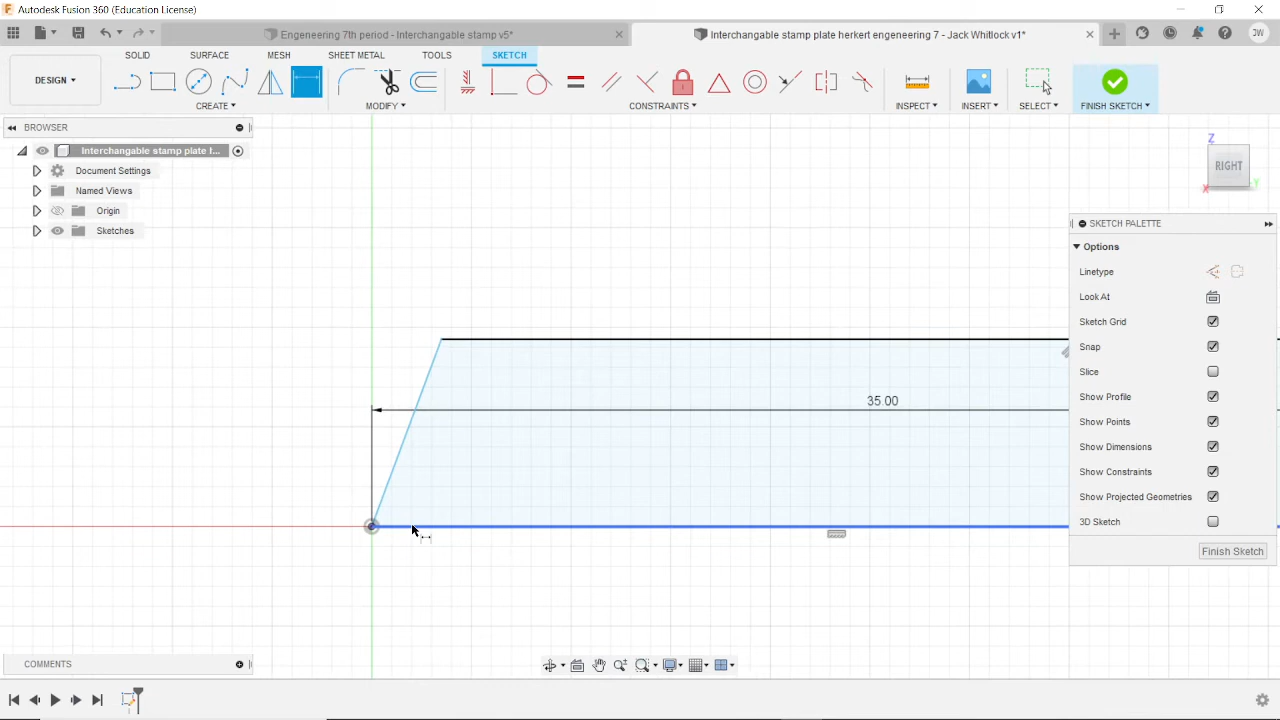 Autodesk Fusion 360 (Education License)
Engeneering 7th period - Interchangable stamp v5*
Interchangable stamp plate herkert engeneering 7 - Jack Whitlock v1*
JW
DESIGN
SOLID SURFACE MESH SHEET METAL TOOLS SKETCH
CREATE MODIFY CONSTRAINTS INSPECT INSERT SELECT FINISH SKETCH
BROWSER
Interchangable stamp plate I...
Document Settings
Named Views
Origin
Sketches
Z
RIGHT
X
Y
35.00
SKETCH PALETTE
Options
Linetype
Look At
Sketch Grid
Snap
Slice
Show Profile
Show Points
Show Dimensions
Show Constraints
Show Projected Geometries
3D Sketch
Finish Sketch
COMMENTS